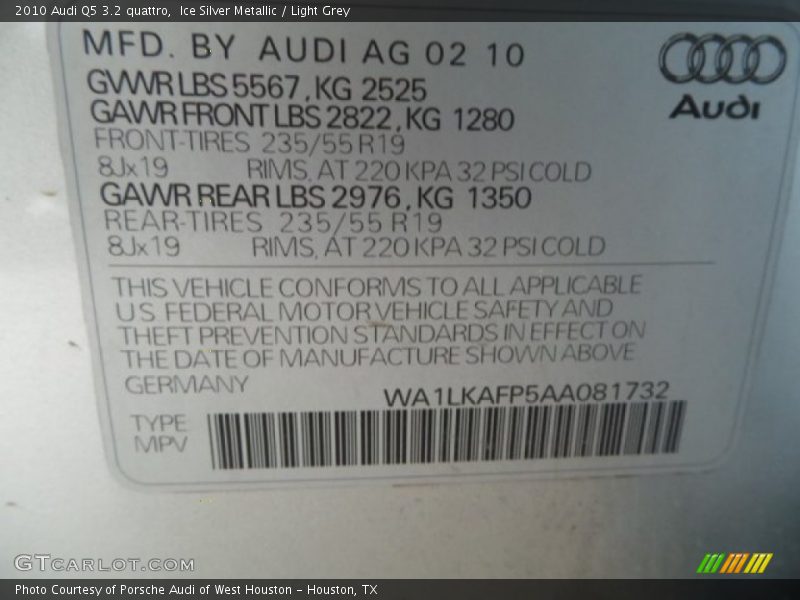 2010 Audi Q5 3.2 quattro,  Ice Silver Metallic / Light Grey
MFD. BY AUDI AG 02 10
GVWR LBS 5567, KG 2525
GAWR FRONT LBS 2822, KG 1280
FRONT-TIRES 235/55 R19
8Jx19 RIMS, AT 220 KPA 32 PSI COLD
GAWR REAR LBS 2976, KG 1350
REAR-TIRES 235/55 R19
8Jx19 RIMS, AT 220 KPA 32 PSI COLD
Audi
THIS VEHICLE CONFORMS TO ALL APPLICABLE
US FEDERAL MOTOR VEHICLE SAFETY AND
THEFT PREVENTION STANDARDS IN EFFECT ON
THE DATE OF MANUFACTURE SHOWN ABOVE
GERMANY WA1LKAFP5AA081732
TYPE
MPV
GTCARLOT.COM
Photo Courtesy of Porsche Audi of West Houston - Houston, TX